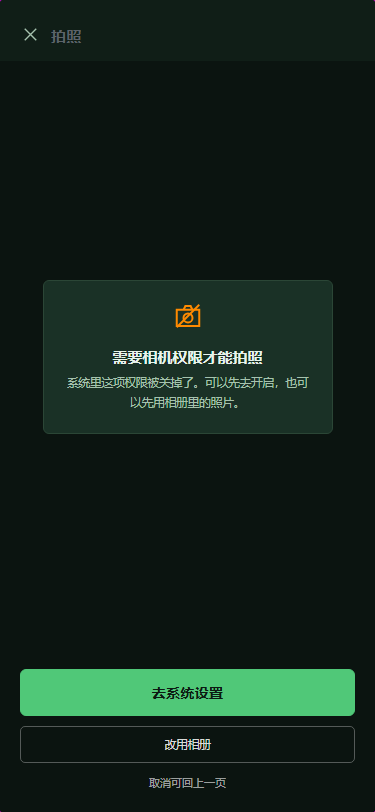 拍照
需要相机权限才能拍照
系统里这项权限被关掉了。可以先去开启，也可
以先用相册里的照片。
去系统设置
改用相册
取消可回上一页